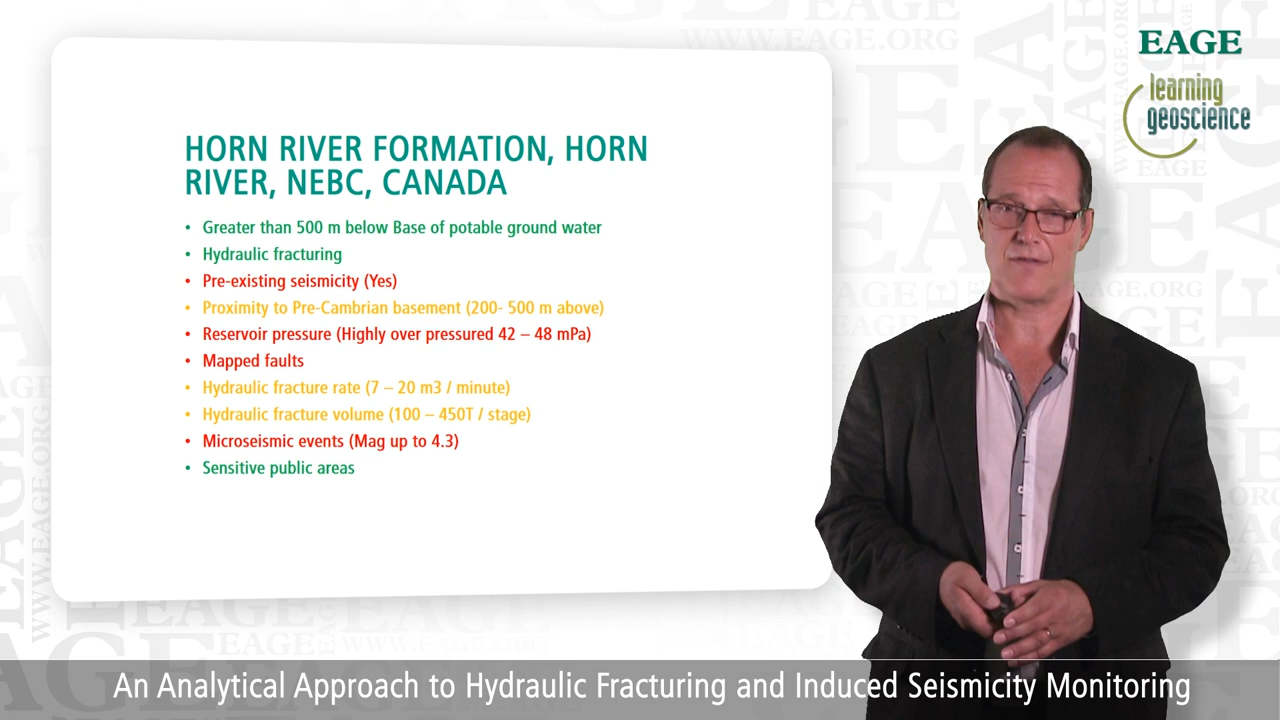 EAGE
learning
geoscience
HORN RIVER FORMATION, HORN
RIVER, NEBC, CANADA
• Greater than 500 m below Base of potable ground water
• Hydraulic fracturing
• Pre-existing seismicity (Yes)
• Proximity to Pre-Cambrian basement (200- 500 m above)
• Reservoir pressure (Highly over pressured 42 – 48 mPa)
• Mapped faults
• Hydraulic fracture rate (7 – 20 m3 / minute)
• Hydraulic fracture volume (100 – 450T / stage)
• Microseismic events (Mag up to 4.3)
• Sensitive public areas
An Analytical Approach to Hydraulic Fracturing and Induced Seismicity Monitoring